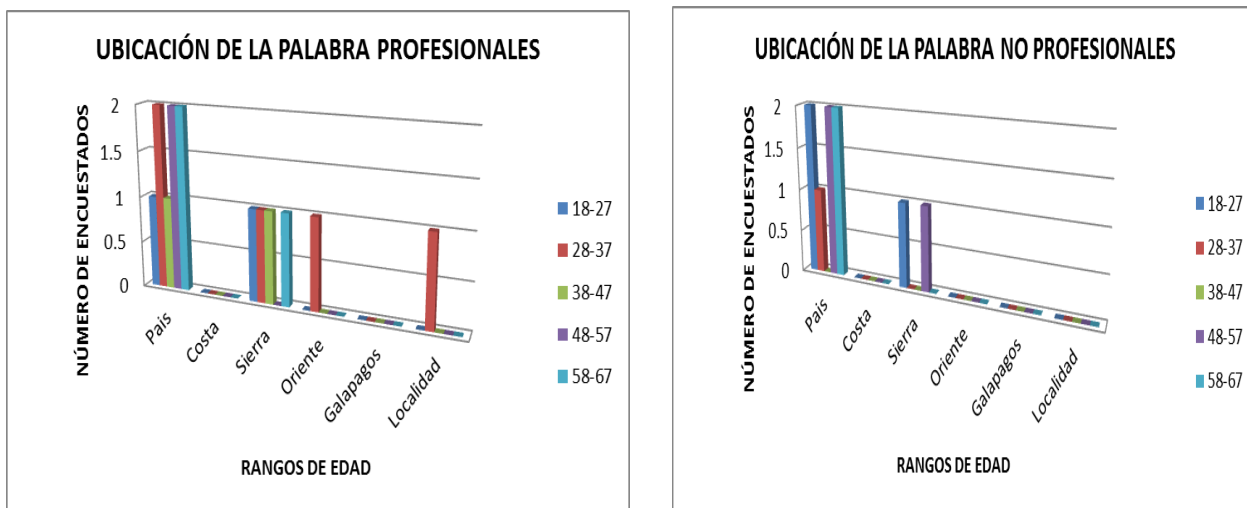 UBICACIÓN DE LA PALABRA PROFESIONALES
NÚMERO DE ENCUESTADOS
2
1.5
1
0.5
0
Pais
Costa
Sierra
Oriente
Galapagos
Localidad
RANGOS DE EDAD
18-27
28-37
38-47
48-57
58-67
UBICACIÓN DE LA PALABRA NO PROFESIONALES
NÚMERO DE ENCUESTADOS
2
1.5
1
0.5
0
Pais
Costa
Sierra
Oriente
Galapagos
Localidad
RANGOS DE EDAD
18-27
28-37
38-47
48-57
58-67